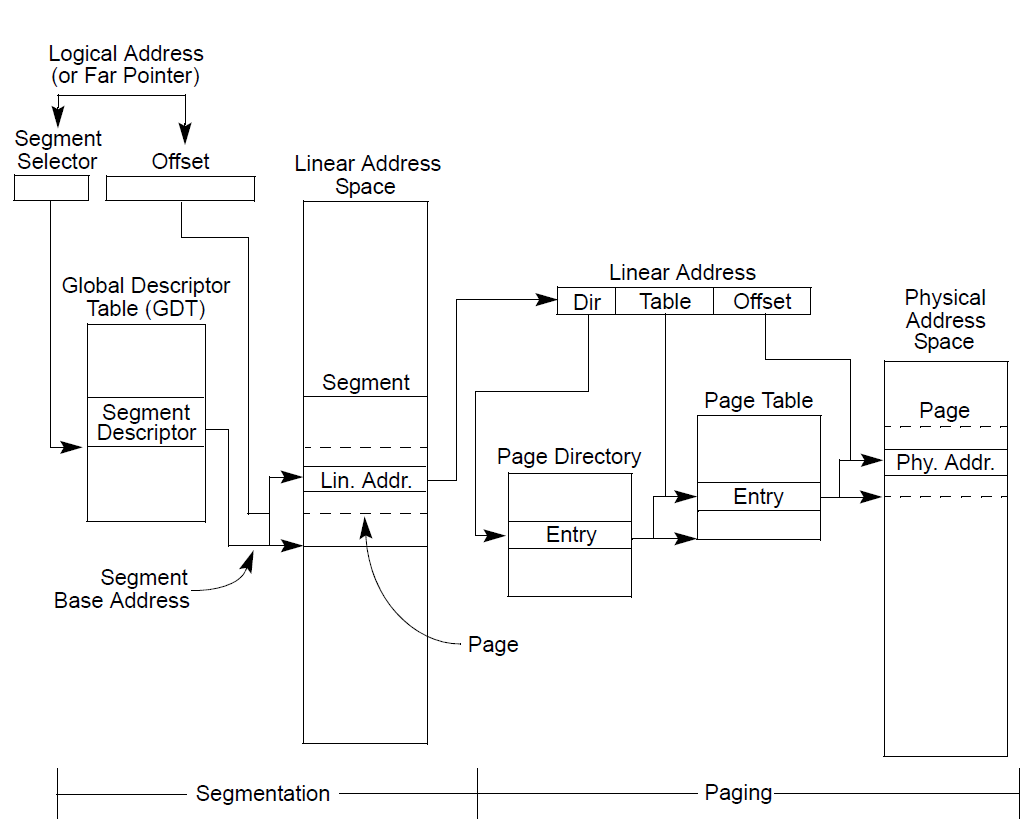 Logical Address
(or Far Pointer)
Segment
Selector
Offset
Linear Address
Space
Global Descriptor
Table (GDT)
Segment
Descriptor
Segment
Lin. Addr.
Segment
Base Address
Page
Linear Address
Dir
Table
Offset
Page Directory
Entry
Page Table
Entry
Physical
Address
Space
Page
Phy. Addr.
Segmentation
Paging